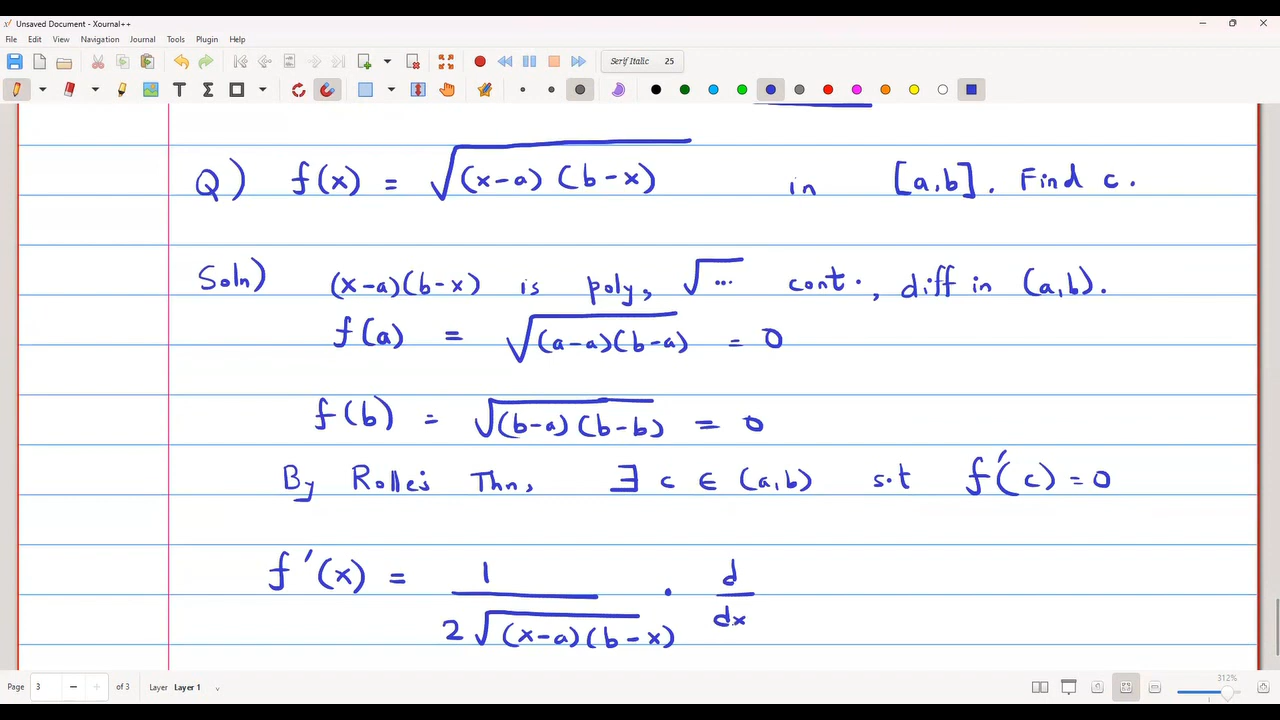 Unsaved Document - Xournal++
File Edit View Navigation Journal Tools Plugin Help
Serif Italic 25
Q) f(x) = √(x-a) (b-x) in [a,b]. Find c.
Soln) (x-a)(b-x) is poly, √... cont., diff in (a,b).
f(a) = √(a-a)(b-a) = 0
f(b) = √(b-a)(b-b) = 0
By Rolle's Thn, ∃ c ∈ (a,b) s.t f'(c) = 0
f'(x) = 1 / 2√(x-a)(b-x) · d/dx
Page 3 of 3 Layer Layer 1 312%